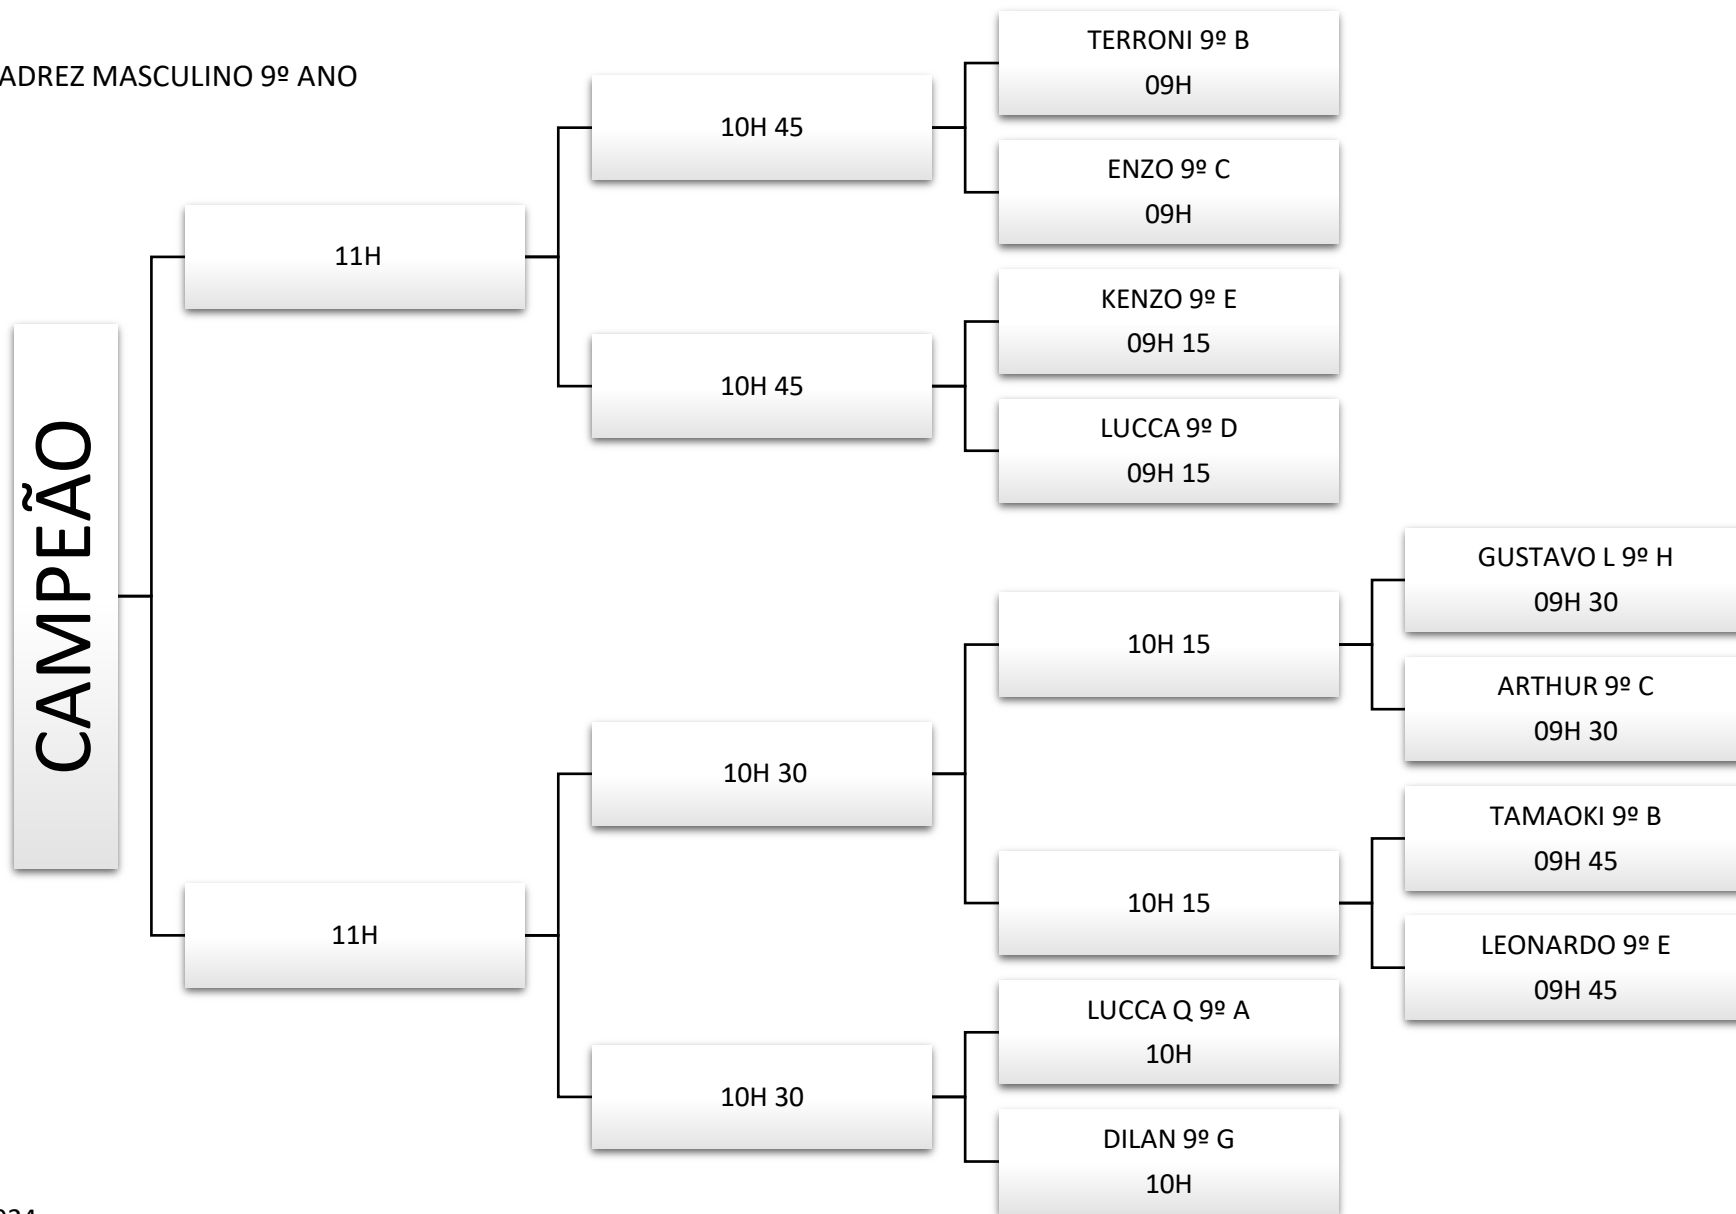 ADREZ MASCULINO 9º ANO
CAMPEÃO
11H
10H 45
TERRONI 9º B
09H
ENZO 9º C
09H
10H 45
KENZO 9º E
09H 15
LUCCA 9º D
09H 15
11H
10H 30
10H 15
GUSTAVO L 9º H
09H 30
ARTHUR 9º C
09H 30
10H 15
TAMAOKI 9º B
09H 45
LEONARDO 9º E
09H 45
10H 30
LUCCA Q 9º A
10H
DILAN 9º G
10H